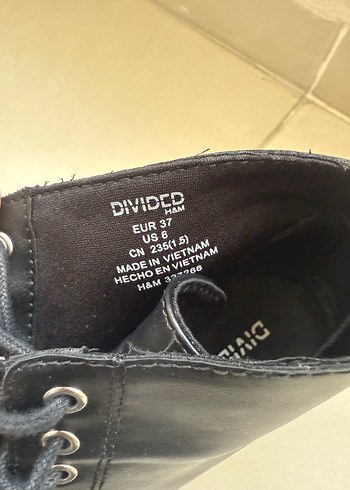 DIVIDED
H&M
EUR 37
US 6
CN 235(1.5)
MADE IN VIETNAM
HECHO EN VIETNAM
H&M